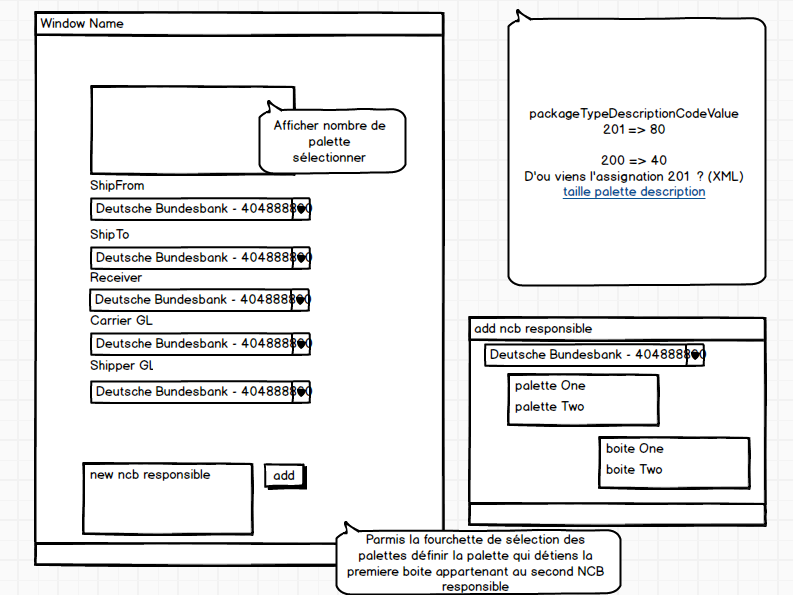 Window Name
Afficher nombre de
palette
sélectionner
ShipFrom
Deutsche Bundesbank - 404888800
ShipTo
Deutsche Bundesbank - 404888800
Receiver
Deutsche Bundesbank - 404888800
Carrier GL
Deutsche Bundesbank - 404888800
Shipper GL
Deutsche Bundesbank - 404888800
new ncb responsible
add
packageTypeDescriptionCodeValue
201 => 80
200 => 40
D'ou viens l'assignation 201 ? (XML)
taille palette description
add ncb responsible
Deutsche Bundesbank - 404888800
palette One
palette Two
boite One
boite Two
Parmis la fourchette de sélection des
palettes définir la palette qui détiens la
premiere boite appartenant au second NCB
responsible